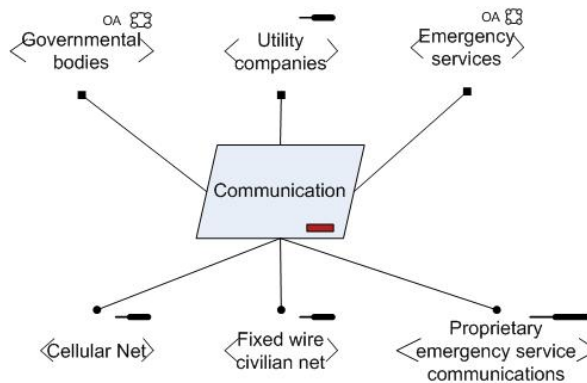 OA
Governmental
bodies
Utility
companies
OA
Emergency
services
Communication
Cellular Net
Fixed wire
civilian net
Proprietary
emergency service
communications